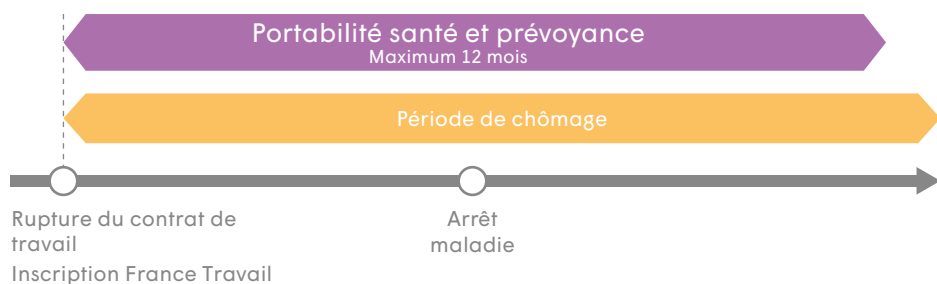 Portabilité santé et prévoyance
Maximum 12 mois
Période de chômage
Rupture du contrat de
travail
Inscription France Travail
Arrêt
maladie